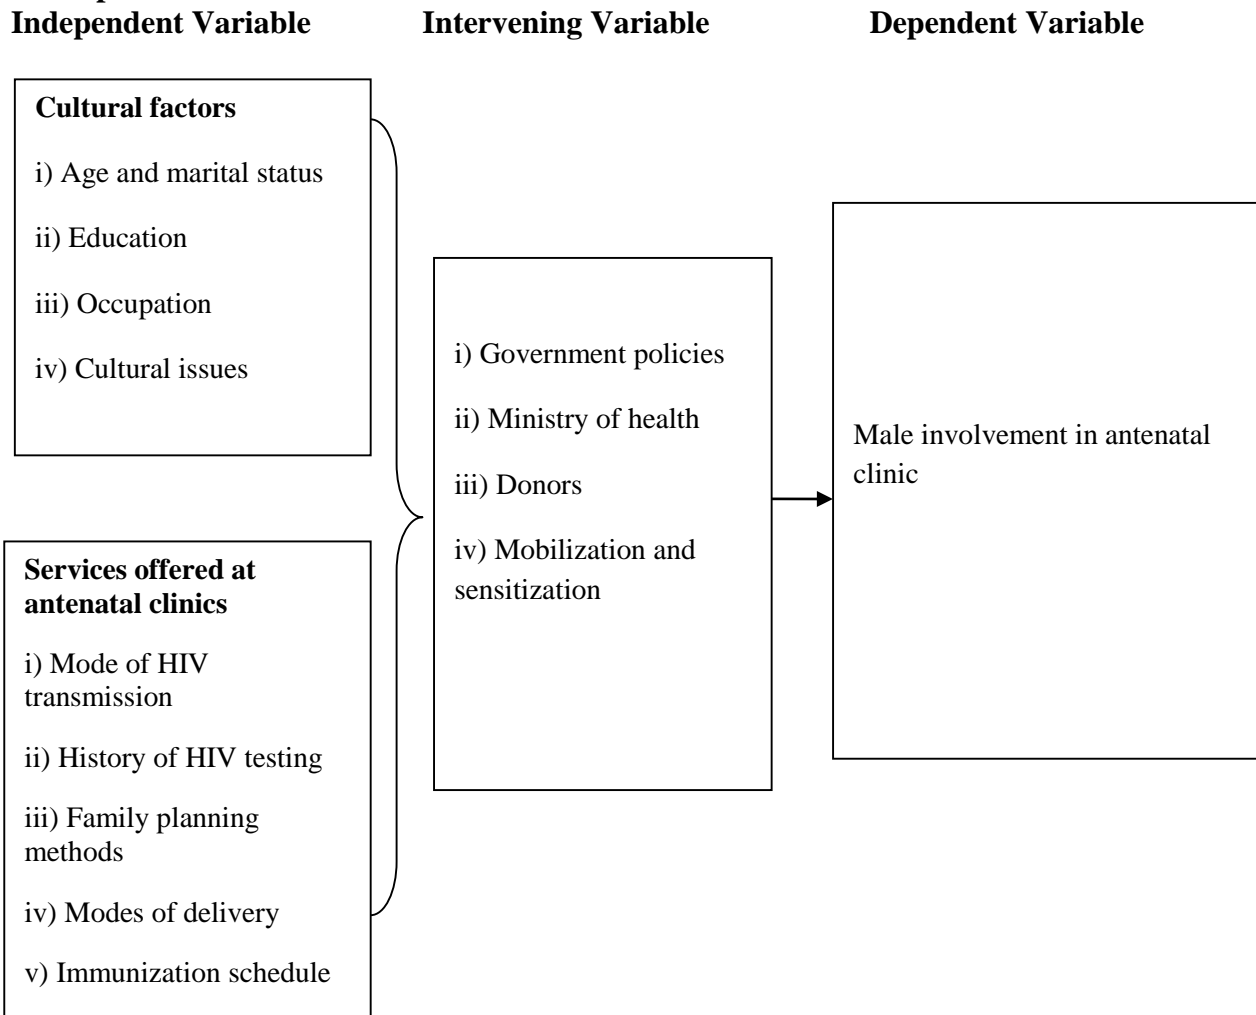 Independent Variable
Intervening Variable
Dependent Variable
Cultural factors
i) Age and marital status
ii) Education
iii) Occupation
iv) Cultural issues
Services offered at
antenatal clinics
i) Mode of HIV
transmission
ii) History of HIV testing
iii) Family planning
methods
iv) Modes of delivery
v) Immunization schedule
i) Government policies
ii) Ministry of health
iii) Donors
iv) Mobilization and
sensitization
Male involvement in antenatal
clinic